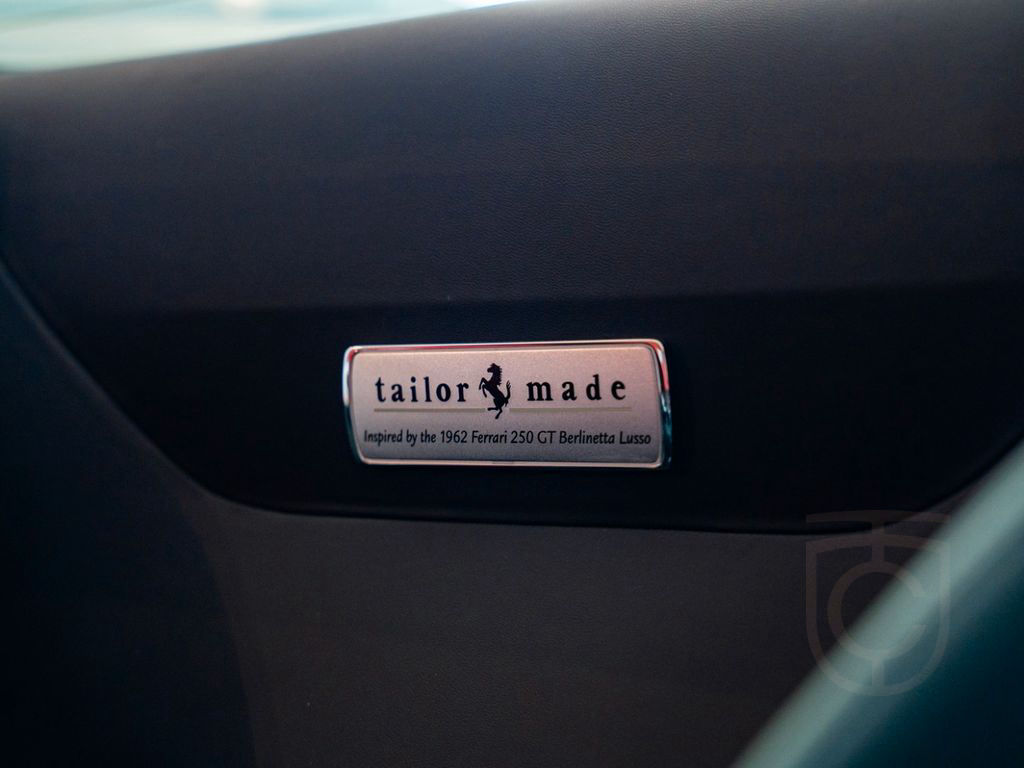 tailor made
Inspired by the 1962 Ferrari 250 GT Berlinetta Lusso